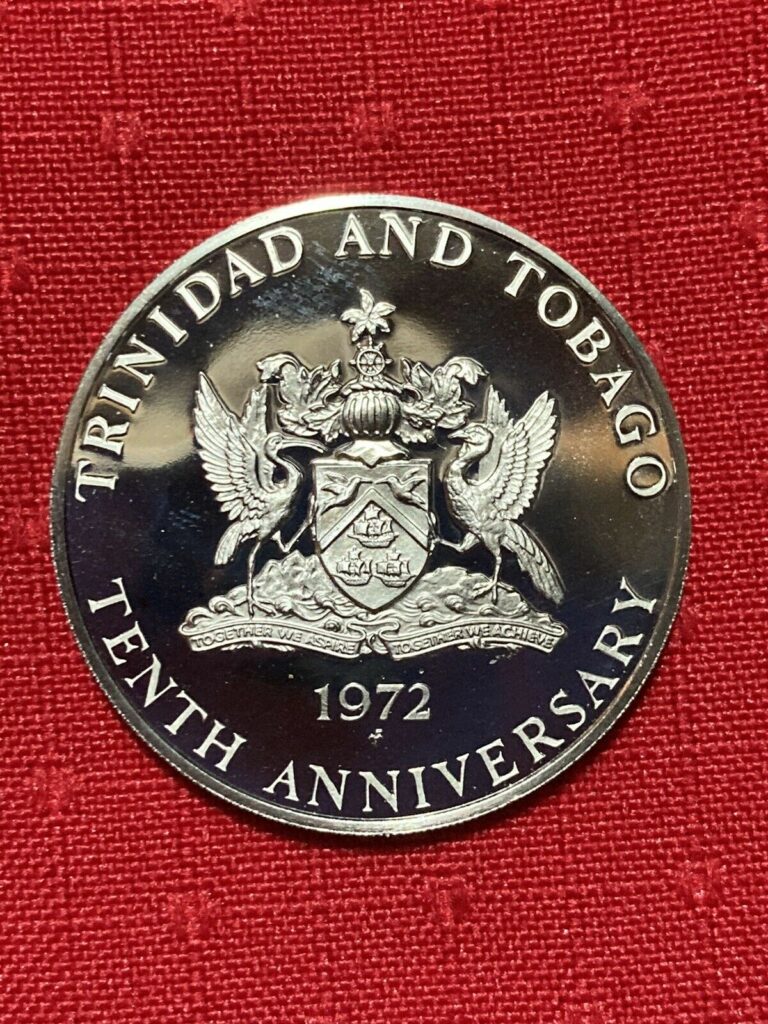 TRINIDAD AND TOBAGO
TOGETHER WE ASPIRE TOGETHER WE ACHIEVE
1972
TENTH ANNIVERSARY